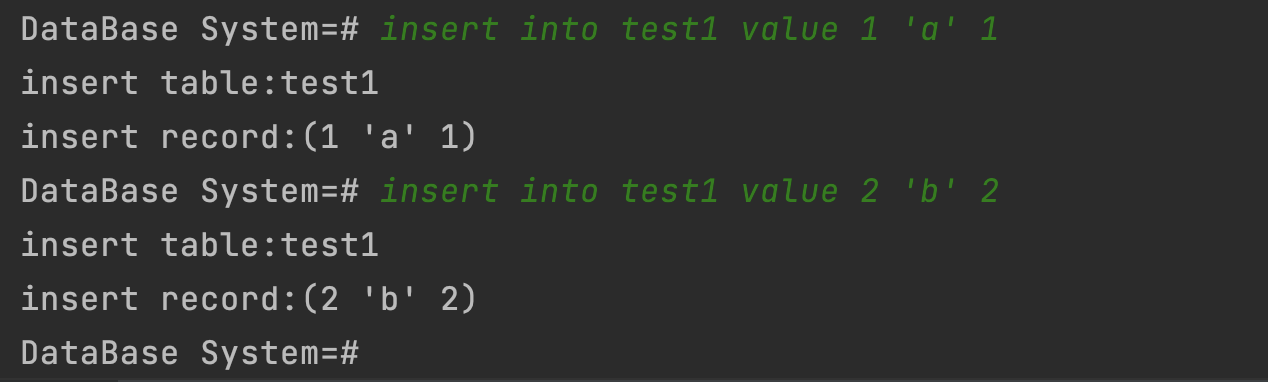 DataBase System=# insert into test1 value 1 'a' 1
insert table:test1
insert record:(1 'a' 1)
DataBase System=# insert into test1 value 2 'b' 2
insert table:test1
insert record:(2 'b' 2)
DataBase System=#